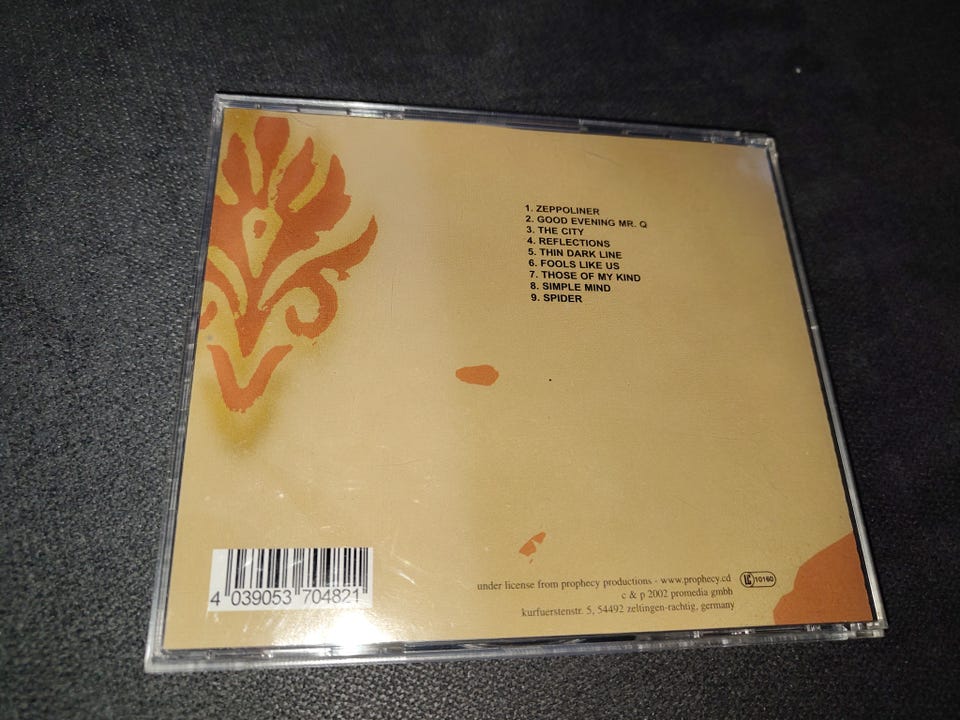 1. ZEPPOLINER
2. GOOD EVENING MR. Q
3. THE CITY
4. REFLECTIONS
5. THIN DARK LINE
6. FOOLS LIKE US
7. THOSE OF MY KIND
8. SIMPLE MIND
9. SPIDER
4 039053 704821
under license from prophecy productions - www.prophecy.cd LC 10160
c & p 2002 promedia gmbh
kurfuerstenstr. 5, 54492 zeltingen-rachtig, germany